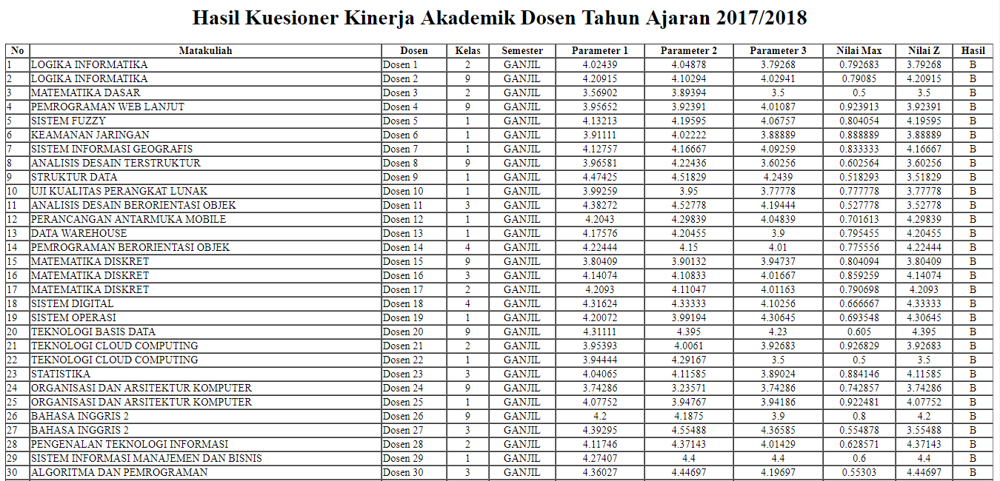 Hasil Kuesioner Kinerja Akademik Dosen Tahun Ajaran 2017/2018
No Matakuliah Dosen Kelas Semester Parameter 1 Parameter 2 Parameter 3 Nilai Max Nilai Z Hasil
1 LOGIKA INFORMATIKA Dosen 1 2 GANJIL 4.02439 4.04878 3.79268 0.792683 3.79268 B
2 LOGIKA INFORMATIKA Dosen 2 9 GANJIL 4.20915 4.10294 4.02941 0.79085 4.20915 B
3 MATEMATIKA DASAR Dosen 3 2 GANJIL 3.56902 3.89394 3.5 0.5 3.5 B
4 PEMROGRAMAN WEB LANJUT Dosen 4 9 GANJIL 3.95652 3.92391 4.01087 0.923913 3.92391 B
5 SISTEM FUZZY Dosen 5 1 GANJIL 4.13213 4.19595 4.06757 0.804054 4.19595 B
6 KEAMANAN JARINGAN Dosen 6 1 GANJIL 3.91111 4.02222 3.88889 0.888889 3.88889 B
7 SISTEM INFORMASI GEOGRAFIS Dosen 7 1 GANJIL 4.12757 4.16667 4.09259 0.833333 4.16667 B
8 ANALISIS DESAIN TERSTRUKTUR Dosen 8 9 GANJIL 3.96581 4.22436 3.60256 0.602564 3.60256 B
9 STRUKTUR DATA Dosen 9 1 GANJIL 4.47425 4.51829 4.2439 0.518293 3.51829 B
10 UJI KUALITAS PERANGKAT LUNAK Dosen 10 1 GANJIL 3.99259 3.95 3.77778 0.777778 3.77778 B
11 ANALISIS DESAIN BERORIENTASI OBJEK Dosen 11 3 GANJIL 4.38272 4.52778 4.19444 0.527778 3.52778 B
12 PERANCANGAN ANTARMUKA MOBILE Dosen 12 1 GANJIL 4.2043 4.29839 4.04839 0.701613 4.29839 B
13 DATA WAREHOUSE Dosen 13 1 GANJIL 4.17576 4.20455 3.9 0.795455 4.20455 B
14 PEMROGRAMAN BERORIENTASI OBJEK Dosen 14 4 GANJIL 4.22444 4.15 4.01 0.775556 4.22444 B
15 MATEMATIKA DISKRET Dosen 15 9 GANJIL 3.80409 3.90132 3.94737 0.804094 3.80409 B
16 MATEMATIKA DISKRET Dosen 16 3 GANJIL 4.14074 4.10833 4.01667 0.859259 4.14074 B
17 MATEMATIKA DISKRET Dosen 17 2 GANJIL 4.2093 4.11047 4.01163 0.790698 4.2093 B
18 SISTEM DIGITAL Dosen 18 4 GANJIL 4.31624 4.33333 4.10256 0.666667 4.33333 B
19 SISTEM OPERASI Dosen 19 1 GANJIL 4.20072 3.99194 4.30645 0.693548 4.30645 B
20 TEKNOLOGI BASIS DATA Dosen 20 9 GANJIL 4.31111 4.395 4.23 0.605 4.395 B
21 TEKNOLOGI CLOUD COMPUTING Dosen 21 2 GANJIL 3.95393 4.0061 3.92683 0.926829 3.92683 B
22 TEKNOLOGI CLOUD COMPUTING Dosen 22 1 GANJIL 3.94444 4.29167 3.5 0.5 3.5 B
23 STATISTIKA Dosen 23 3 GANJIL 4.04065 4.11585 3.89024 0.884146 4.11585 B
24 ORGANISASI DAN ARSITEKTUR KOMPUTER Dosen 24 9 GANJIL 3.74286 3.23571 3.74286 0.742857 3.74286 B
25 ORGANISASI DAN ARSITEKTUR KOMPUTER Dosen 25 1 GANJIL 4.07752 3.94767 3.94186 0.922481 4.07752 B
26 BAHASA INGGRIS 2 Dosen 26 9 GANJIL 4.2 4.1875 3.9 0.8 4.2 B
27 BAHASA INGGRIS 2 Dosen 27 3 GANJIL 4.39295 4.55488 4.36585 0.554878 3.55488 B
28 PENGENALAN TEKNOLOGI INFORMASI Dosen 28 2 GANJIL 4.11746 4.37143 4.01429 0.628571 4.37143 B
29 SISTEM INFORMASI MANAJEMEN DAN BISNIS Dosen 29 1 GANJIL 4.27407 4.4 4.4 0.6 4.4 B
30 ALGORITMA DAN PEMROGRAMAN Dosen 30 3 GANJIL 4.36027 4.44697 4.19697 0.55303 4.44697 B